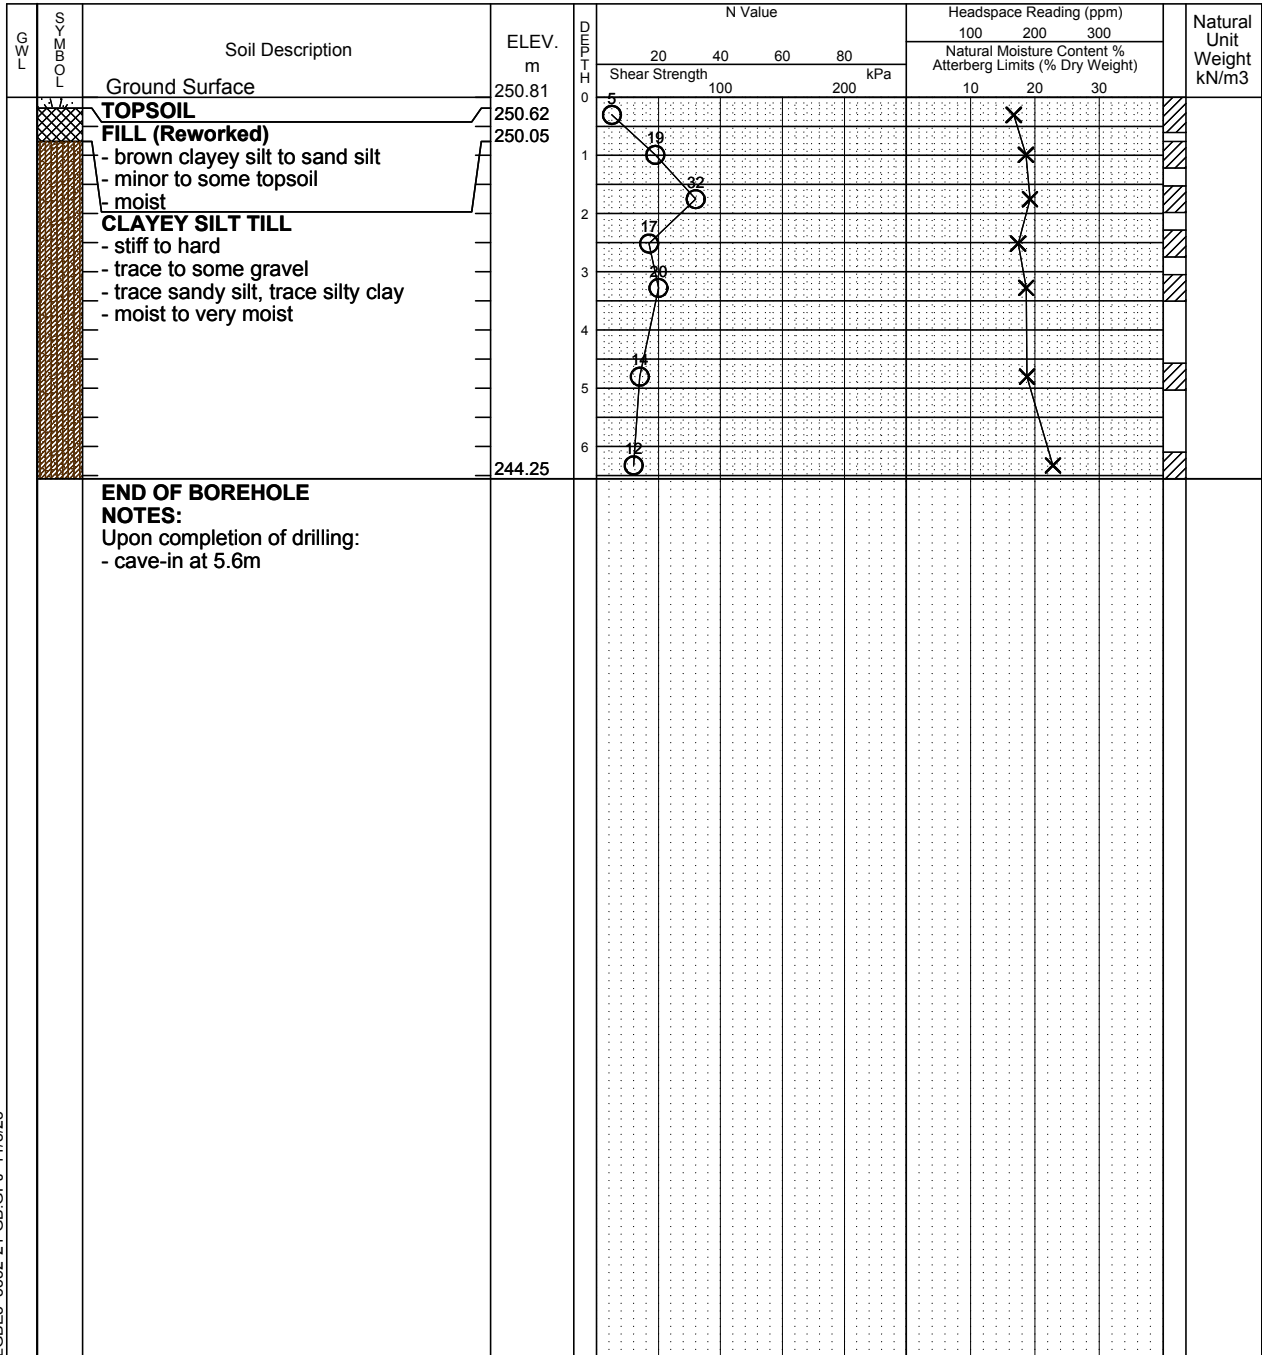 GWL
SYMBOL
Soil Description
Ground Surface
ELEV.
m
DEPTH
N Value
20 40 60 80
Shear Strength kPa
100 200
Headspace Reading (ppm)
100 200 300
Natural Moisture Content %
Atterberg Limits (% Dry Weight)
10 20 30
Natural
Unit
Weight
kN/m3
250.81
0
TOPSOIL
250.62
5
FILL (Reworked)
250.05
- brown clayey silt to sand silt
19
1
- minor to some topsoil
32
- moist
2
CLAYEY SILT TILL
17
- stiff to hard
- trace to some gravel
20
3
- trace sandy silt, trace silty clay
- moist to very moist
4
14
5
6
12
244.25
END OF BOREHOLE
NOTES:
Upon completion of drilling:
- cave-in at 5.6m